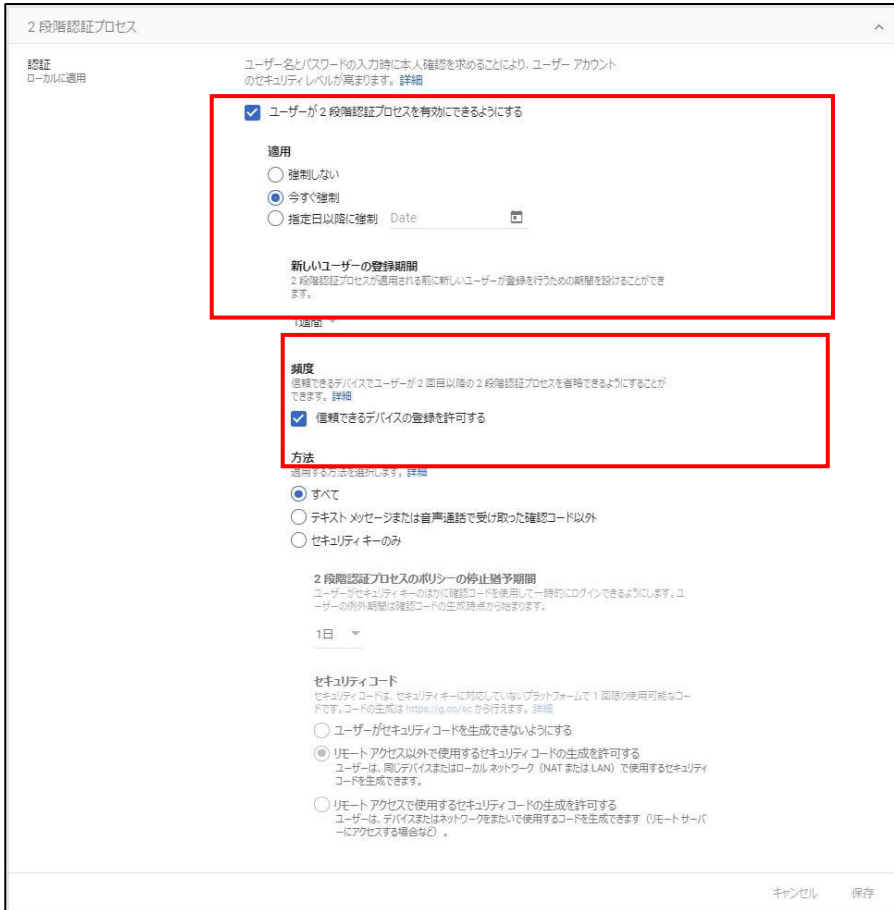 2 段階認証プロセス
認証
ローカルに適用
ユーザー名とパスワードの入力時に本人確認を求めることにより、ユーザー アカウント
のセキュリティ レベルが高まります。詳細
ユーザーが 2 段階認証プロセスを有効にできるようにする
適用
強制しない
今すぐ強制
指定日以降に強制 Date
新しいユーザーの登録期間
2 段階認証プロセスが適用される前に新しいユーザーが登録を行うための期間を設けることができ
ます。
1週間
頻度
信頼できるデバイスでユーザーが 2 回目以降の 2 段階認証プロセスを省略できるようにすることが
できます。詳細
信頼できるデバイスの登録を許可する
方法
適用する方法を選択します。詳細
すべて
テキスト メッセージまたは音声通話で受け取った確認コード以外
セキュリティ キーのみ
2 段階認証プロセスのポリシーの停止猶予期間
ユーザーがセキュリティ キーのほかに確認コードを使用して一時的にログインできるようにします。ユ
ーザーの例外期間は確認コードの生成時点から始まります。
1日
セキュリティ コード
セキュリティコードは、セキュリティ キーに対応していないプラットフォームで 1 回限り使用可能なコー
ドです。コードの生成は https://g.co/sc から行えます。詳細
ユーザーがセキュリティ コードを生成できないようにする
リモート アクセス以外で使用するセキュリティ コードの生成を許可する
ユーザーは、同じデバイスまたはローカル ネットワーク（NAT または LAN）で使用するセキュリティ
コードを生成できます。
リモート アクセスで使用するセキュリティ コードの生成を許可する
ユーザーは、デバイスまたはネットワークをまたいで使用するコードを生成できます（リモート サーバ
ーにアクセスする場合など）。
キャンセル 保存